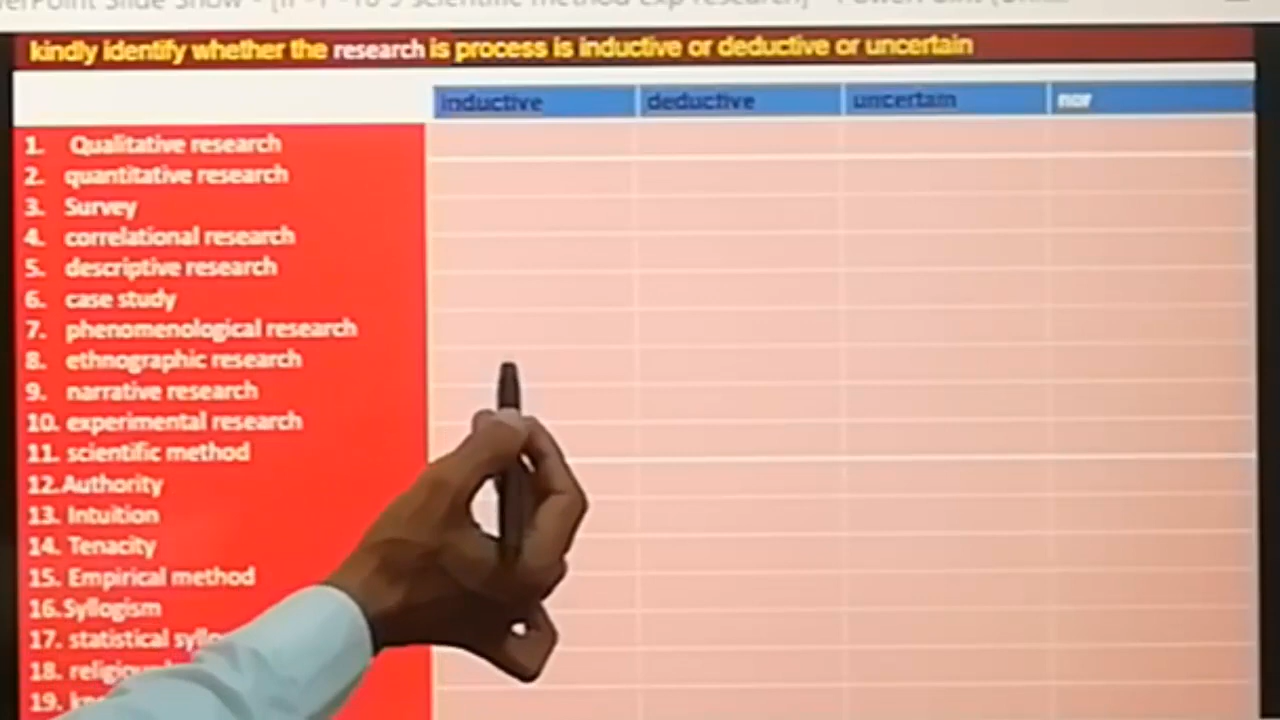 kindly identify whether the research is process is inductive or deductive or uncertain
inductive deductive uncertain nor
1. Qualitative research
2. quantitative research
3. Survey
4. correlational research
5. descriptive research
6. case study
7. phenomenological research
8. ethnographic research
9. narrative research
10. experimental research
11. scientific method
12. Authority
13. Intuition
14. Tenacity
15. Empirical method
16. Syllogism
17. statistical
18.
19.